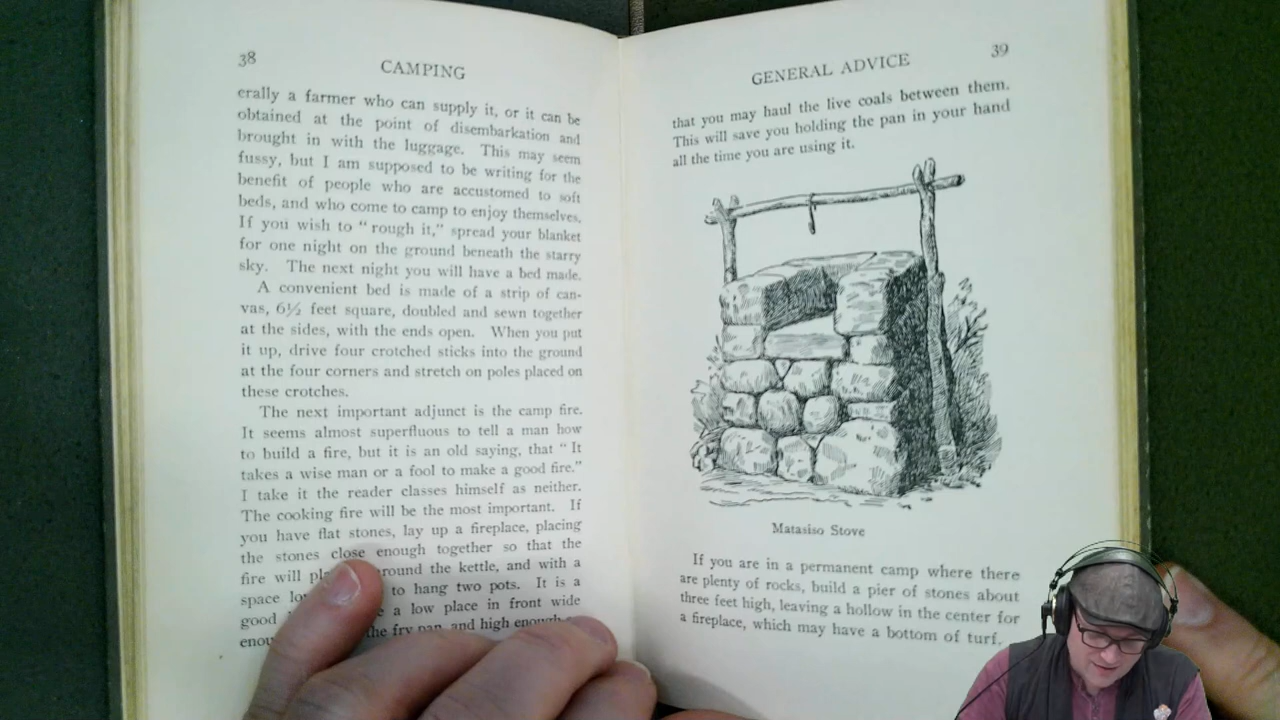 38
CAMPING
erally a farmer who can supply it, or it can be
obtained at the point of disembarkation and
brought in with the luggage. This may seem
fussy, but I am supposed to be writing for the
benefit of people who are accustomed to soft
beds, and who come to camp to enjoy themselves.
If you wish to “rough it,” spread your blanket
for one night on the ground beneath the starry
sky. The next night you will have a bed made.
A convenient bed is made of a strip of can-
vas, 6½ feet square, doubled and sewn together
at the sides, with the ends open. When you put
it up, drive four crotched sticks into the ground
at the four corners and stretch on poles placed on
these crotches.
The next important adjunct is the camp fire.
It seems almost superfluous to tell a man how
to build a fire, but it is an old saying, that “It
takes a wise man or a fool to make a good fire.”
I take it the reader classes himself as neither.
The cooking fire will be the most important. If
you have flat stones, lay up a fireplace, placing
the stones close enough together so that the
fire will around the kettle, and with a
space to hang two pots. It is a
good a low place in front wide
the fry pan, and high enough
GENERAL ADVICE
39
that you may haul the live coals between them.
This will save you holding the pan in your hand
all the time you are using it.
Matasiso Stove
If you are in a permanent camp where there
are plenty of rocks, build a pier of stones about
three feet high, leaving a hollow in the center for
a fireplace, which may have a bottom of turf.